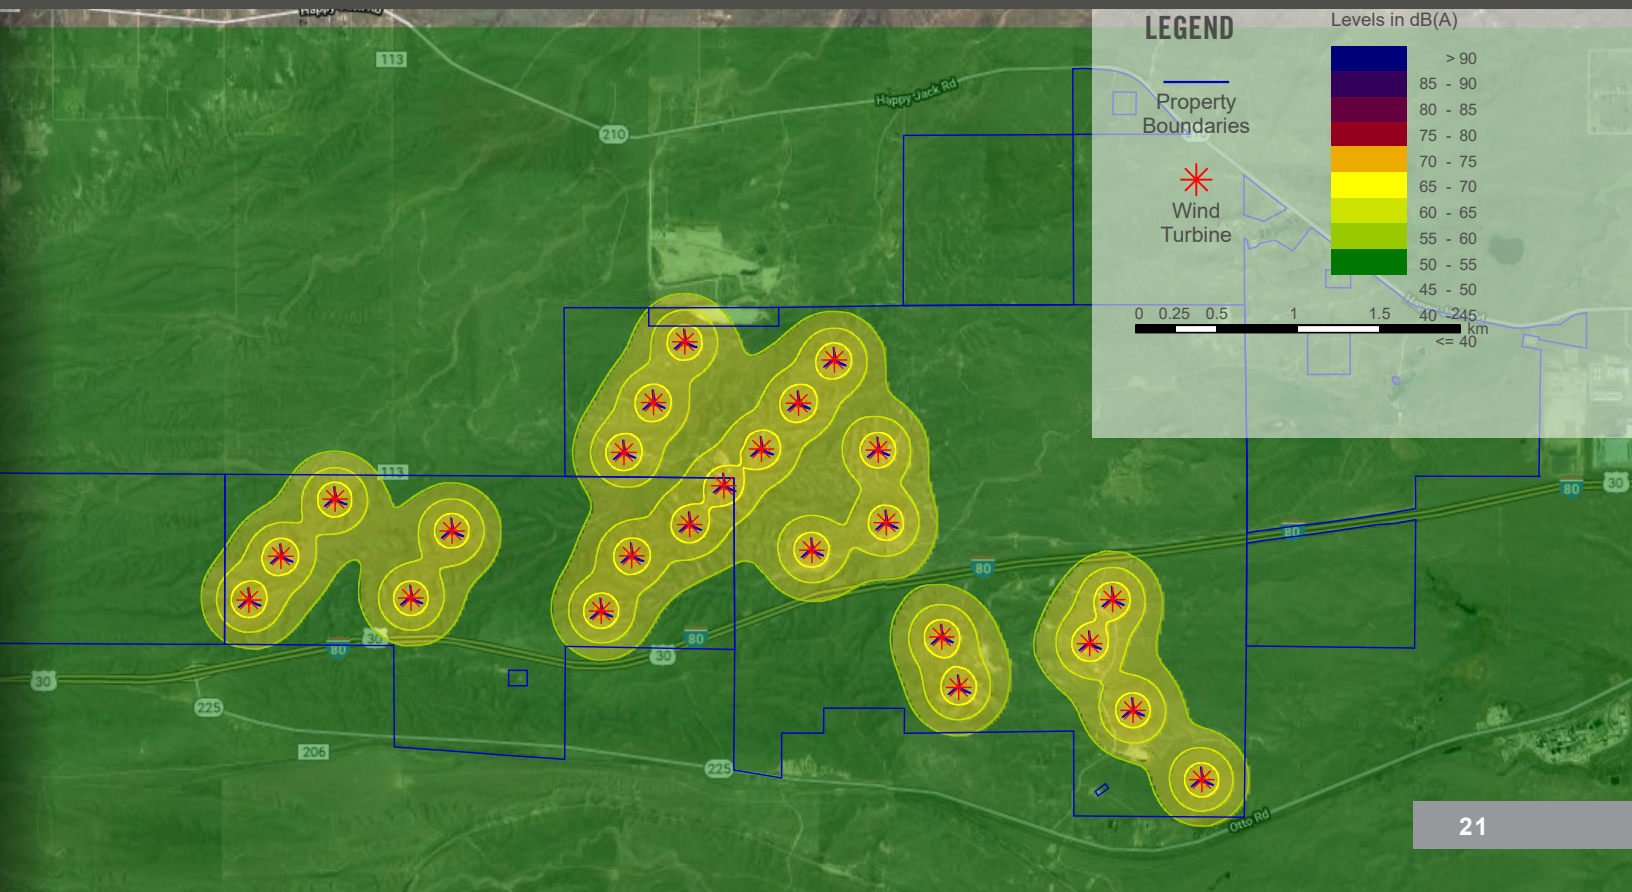 Happy Jack Rd
LEGEND
Levels in dB(A)
> 90
85 - 90
80 - 85
75 - 80
70 - 75
65 - 70
60 - 65
55 - 60
50 - 55
45 - 50
40 - 45
<= 40
Property
Boundaries
Wind
Turbine
0 0.25 0.5 1 1.5 2
km
113
210
Happy Jack Rd
113
80
30
80
80
30
80
80
30
30
225
206
225
Otto Rd
21